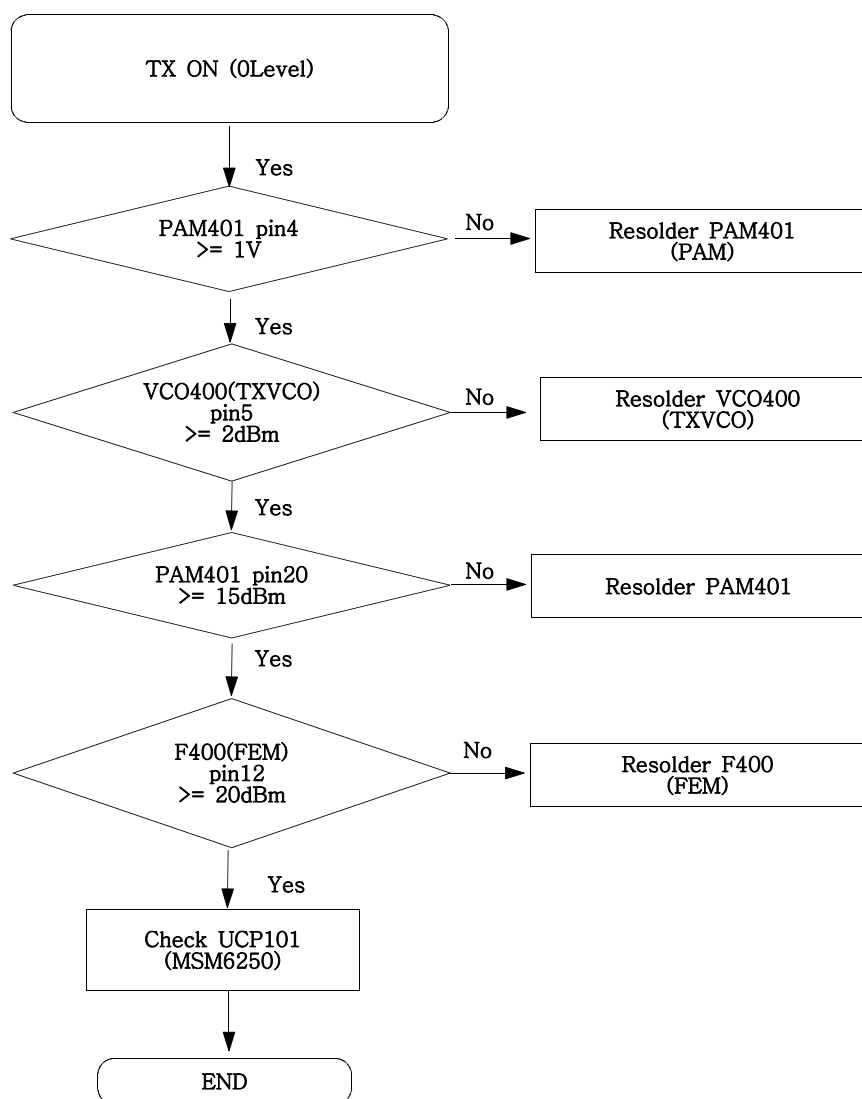 TX ON (0Level)
Yes
PAM401 pin4
>= 1V
No
Resolder PAM401
(PAM)
Yes
VCO400(TXVCO)
pin5
>= 2dBm
No
Resolder VCO400
(TXVCO)
Yes
PAM401 pin20
>= 15dBm
No
Resolder PAM401
Yes
F400(FEM)
pin12
>= 20dBm
No
Resolder F400
(FEM)
Yes
Check UCP101
(MSM6250)
END